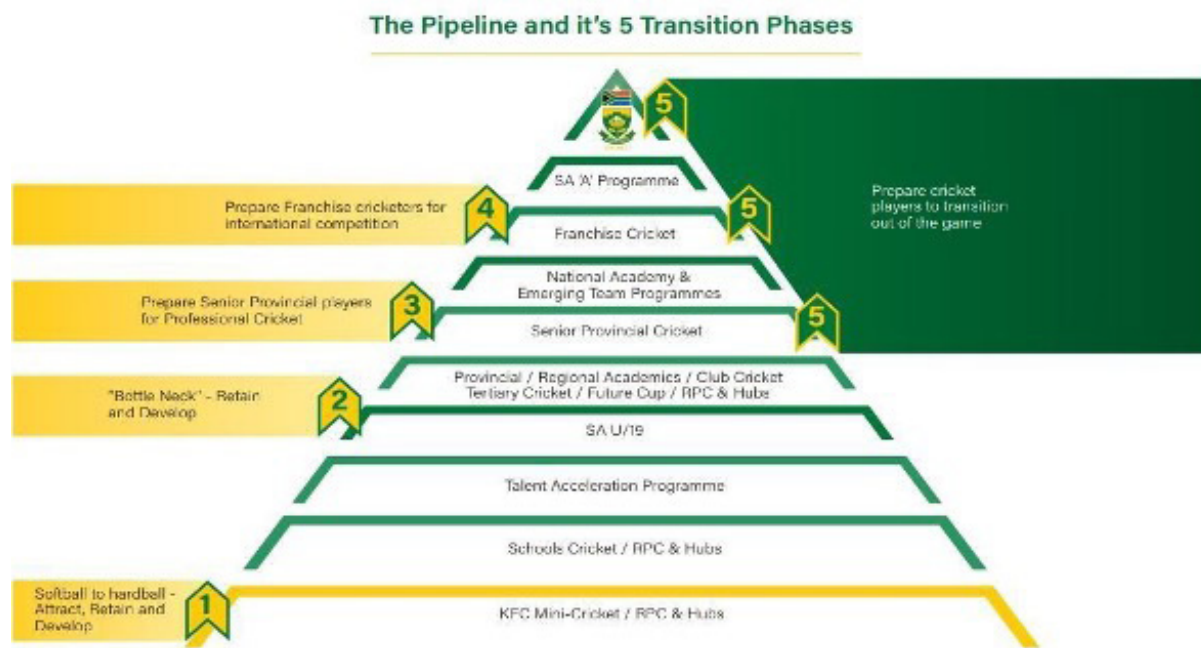 The Pipeline and it's 5 Transition Phases
5
SA 'A' Programme
Prepare Franchise cricketers for
international competition
4
5
Franchise Cricket
Prepare cricket
players to transition
out of the game
National Academy &
Emerging Team Programmes
Prepare Senior Provincial players
for Professional Cricket
3
5
Senior Provincial Cricket
Provincial / Regional Academics / Club Cricket
Tertiary Cricket / Future Cup / RPC & Hubs
"Bottle Neck" - Retain
and Develop
2
SA U/19
Talent Acceleration Programme
Schools Cricket / RPC & Hubs
Softball to hardball -
Attract, Retain and
Develop
1
KFC Mini-Cricket / RPC & Hubs